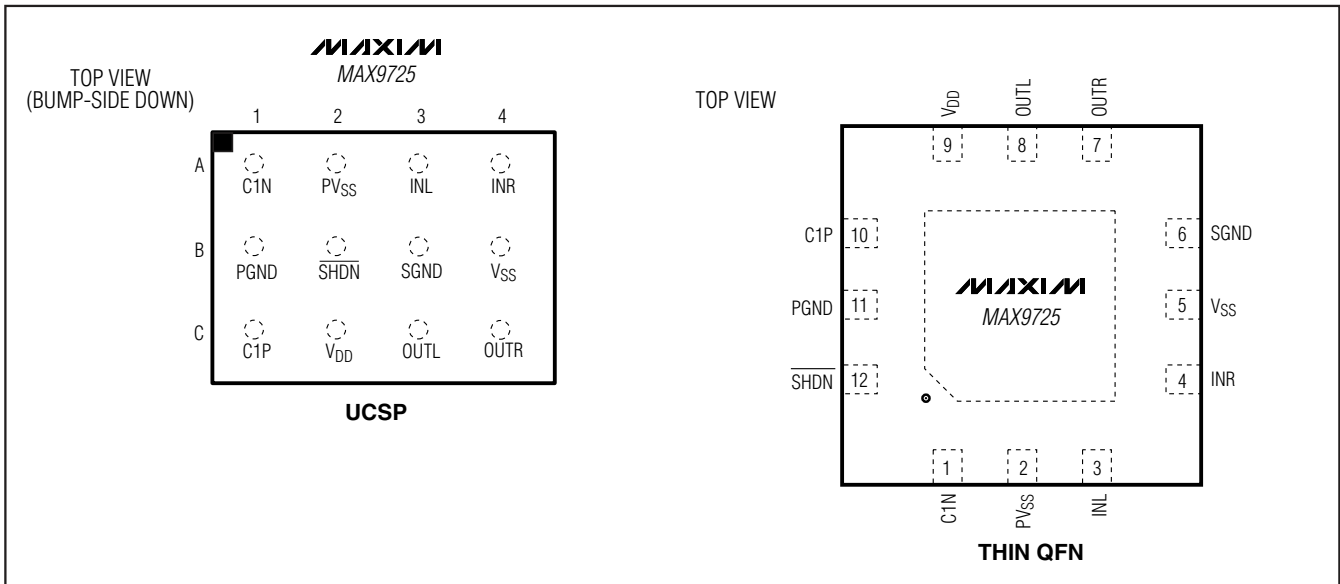 MAXIM
MAX9725
TOP VIEW
(BUMP-SIDE DOWN)
1 2 3 4
A
C1N PVSS INL INR
B
PGND SHDN SGND VSS
C
C1P VDD OUTL OUTR
UCSP
TOP VIEW
VDD OUTL OUTR
9 8 7
C1P 10 6 SGND
MAXIM
MAX9725
PGND 11 5 VSS
SHDN 12 4 INR
1 2 3
C1N PVSS INL
THIN QFN